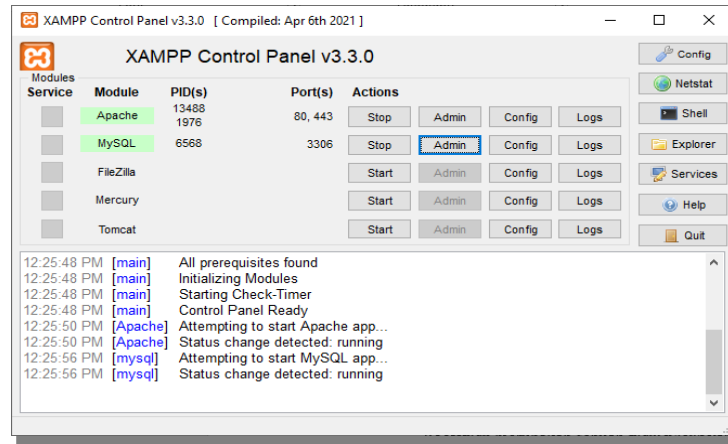 XAMPP Control Panel v3.3.0 [ Compiled: Apr 6th 2021 ]
XAMPP Control Panel v3.3.0
Config
Modules
Service Module PID(s) Port(s) Actions
Netstat
Apache 13488 1976 80, 443 Stop Admin Config Logs
Shell
MySQL 6568 3306 Stop Admin Config Logs
Explorer
FileZilla Start Admin Config Logs
Services
Mercury Start Admin Config Logs
Help
Tomcat Start Admin Config Logs
Quit
12:25:48 PM [main] All prerequisites found
12:25:48 PM [main] Initializing Modules
12:25:48 PM [main] Starting Check-Timer
12:25:48 PM [main] Control Panel Ready
12:25:50 PM [Apache] Attempting to start Apache app...
12:25:50 PM [Apache] Status change detected: running
12:25:56 PM [mysql] Attempting to start MySQL app...
12:25:56 PM [mysql] Status change detected: running